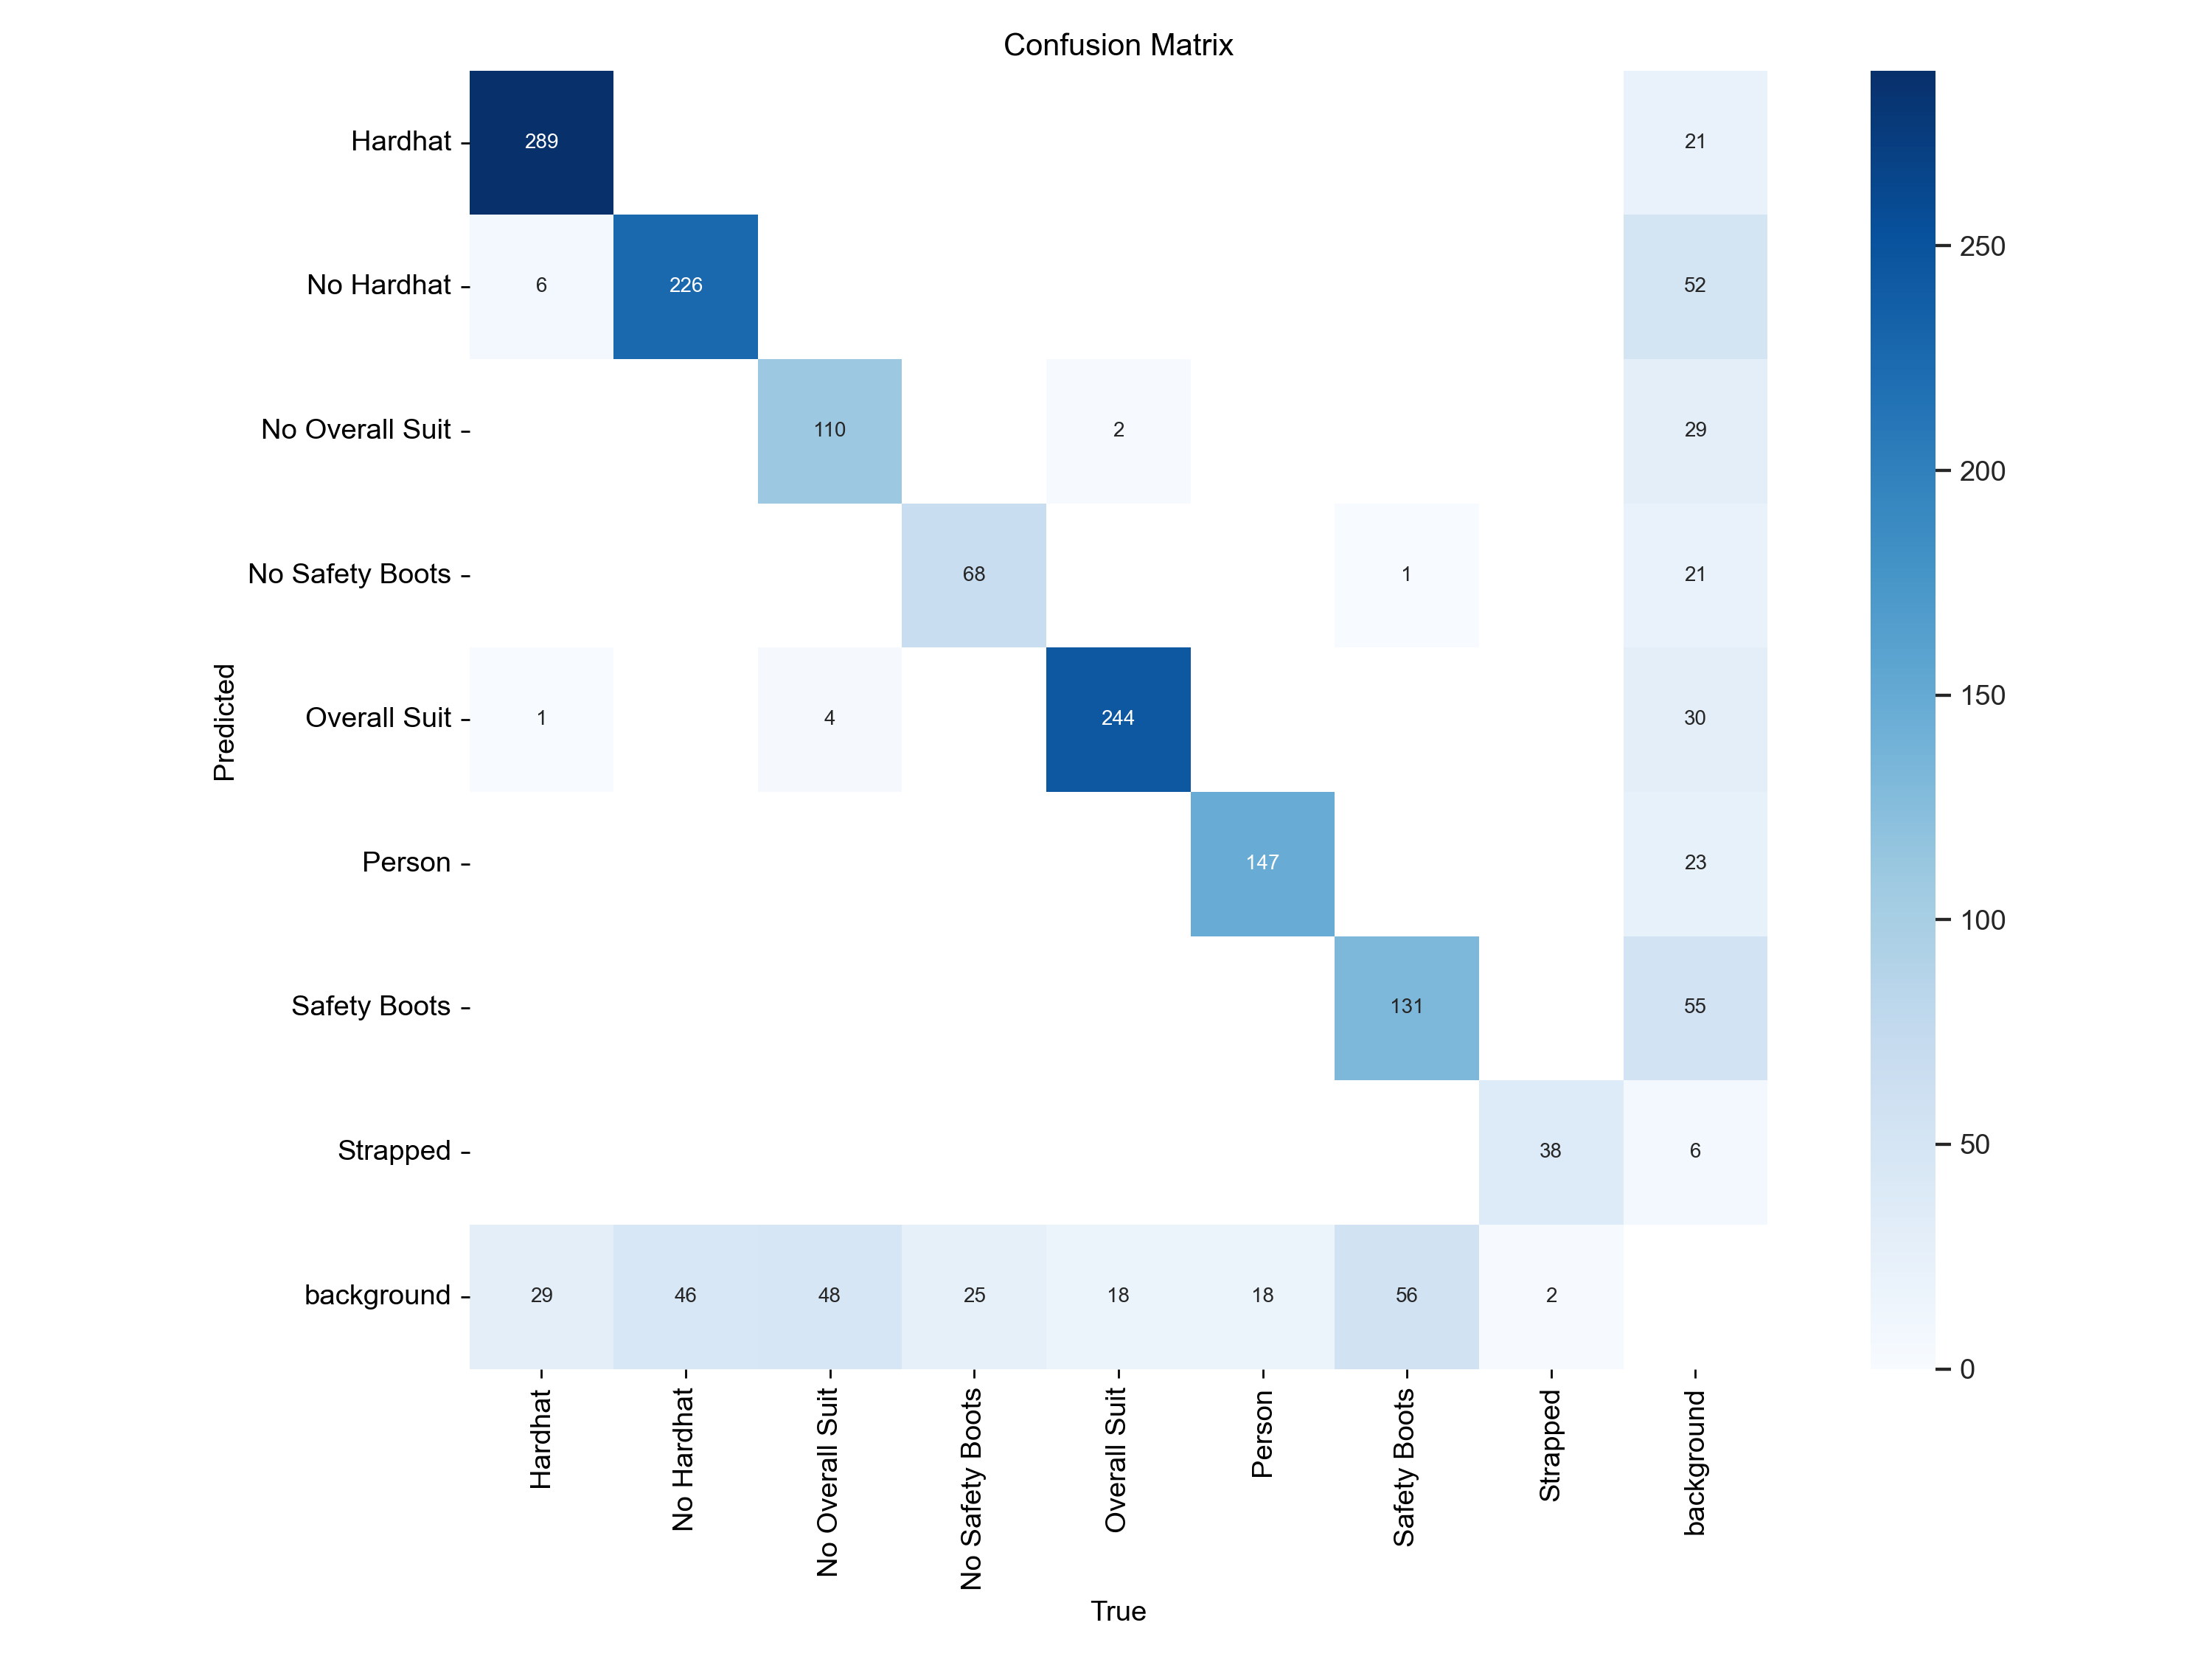 Confusion Matrix
Hardhat 289 21
No Hardhat 6 226 52
No Overall Suit 110 2 29
No Safety Boots 68 1 21
Overall Suit 1 4 244 30
Person 147 23
Safety Boots 131 55
Strapped 38 6
background 29 46 48 25 18 18 56 2
Predicted
Hardhat
No Hardhat
No Overall Suit
No Safety Boots
Overall Suit
Person
Safety Boots
Strapped
background
True
250
200
150
100
50
0